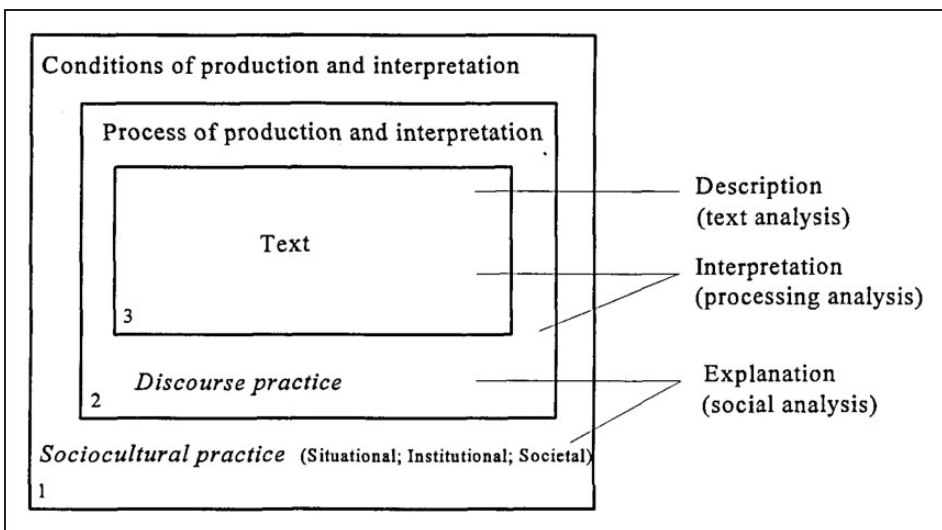 Conditions of production and interpretation
Process of production and interpretation
Text
3
Discourse practice
2
Sociocultural practice (Situational; Institutional; Societal)
1
Description
(text analysis)
Interpretation
(processing analysis)
Explanation
(social analysis)